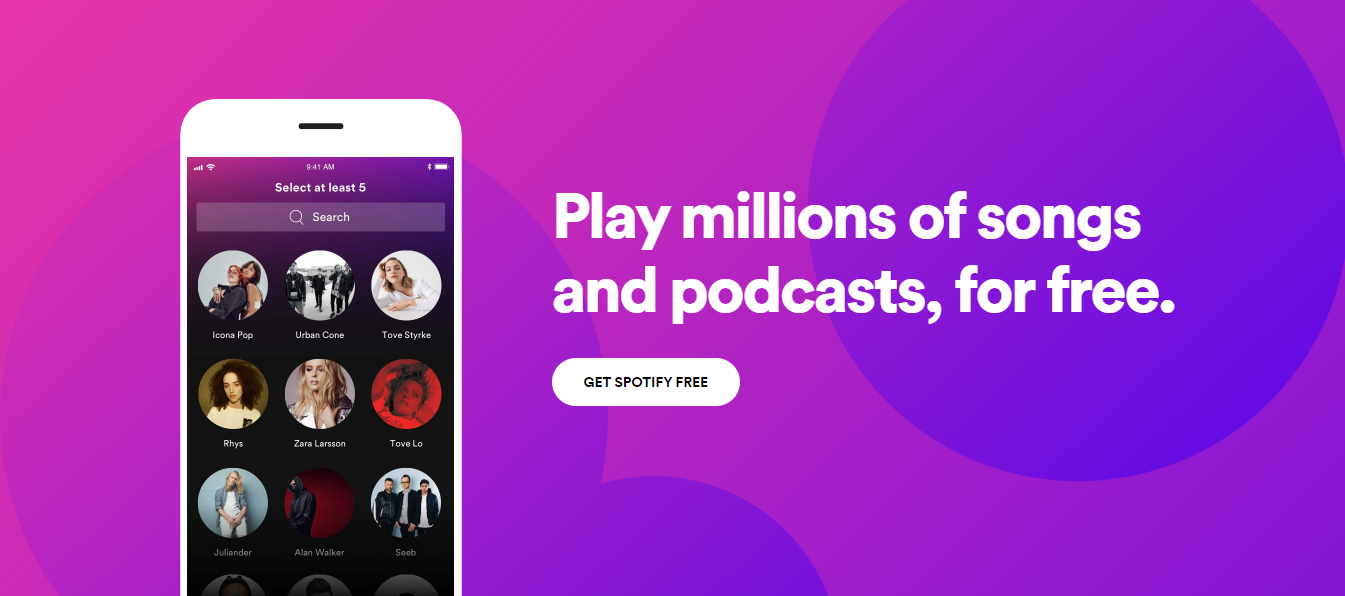 9:41 AM
Select at least 5
Search
Icona Pop Urban Cone Tove Styrke
Rhys Zara Larsson Tove Lo
Juliander Alan Walker Seeb
Play millions of songs
and podcasts, for free.
GET SPOTIFY FREE